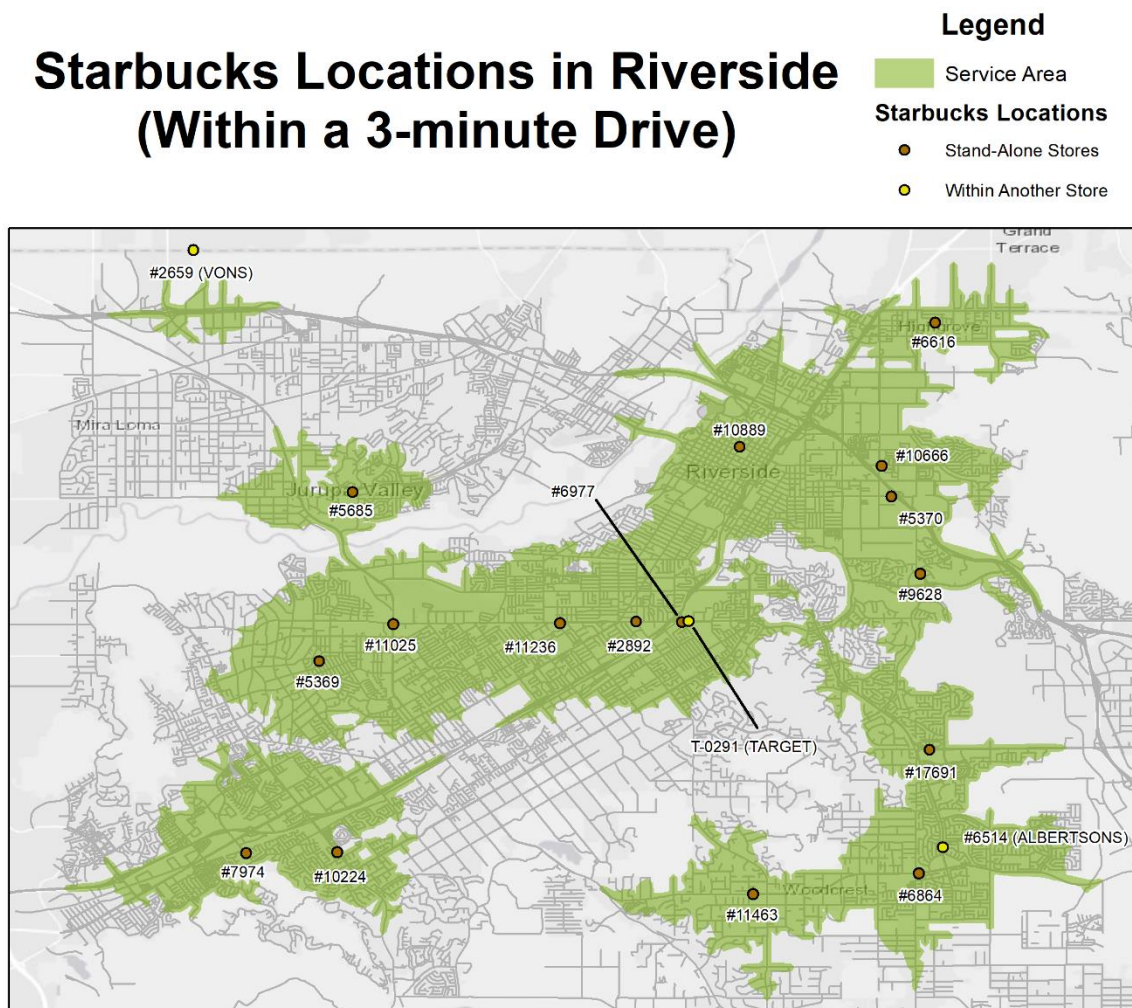 Starbucks Locations in Riverside
(Within a 3-minute Drive)
Legend
Service Area
Starbucks Locations
Stand-Alone Stores
Within Another Store
Grand
Terrace
#2659 (VONS)
Highgrove
#6616
Mira Loma
#10889
#10666
Riverside
#6977
Jurupa Valley
#5685
#5370
#9628
#11025
#11236
#2892
#5369
T-0291 (TARGET)
#17691
#6514 (ALBERTSONS)
#7974
#10224
#6864
Woodcrest
#11463